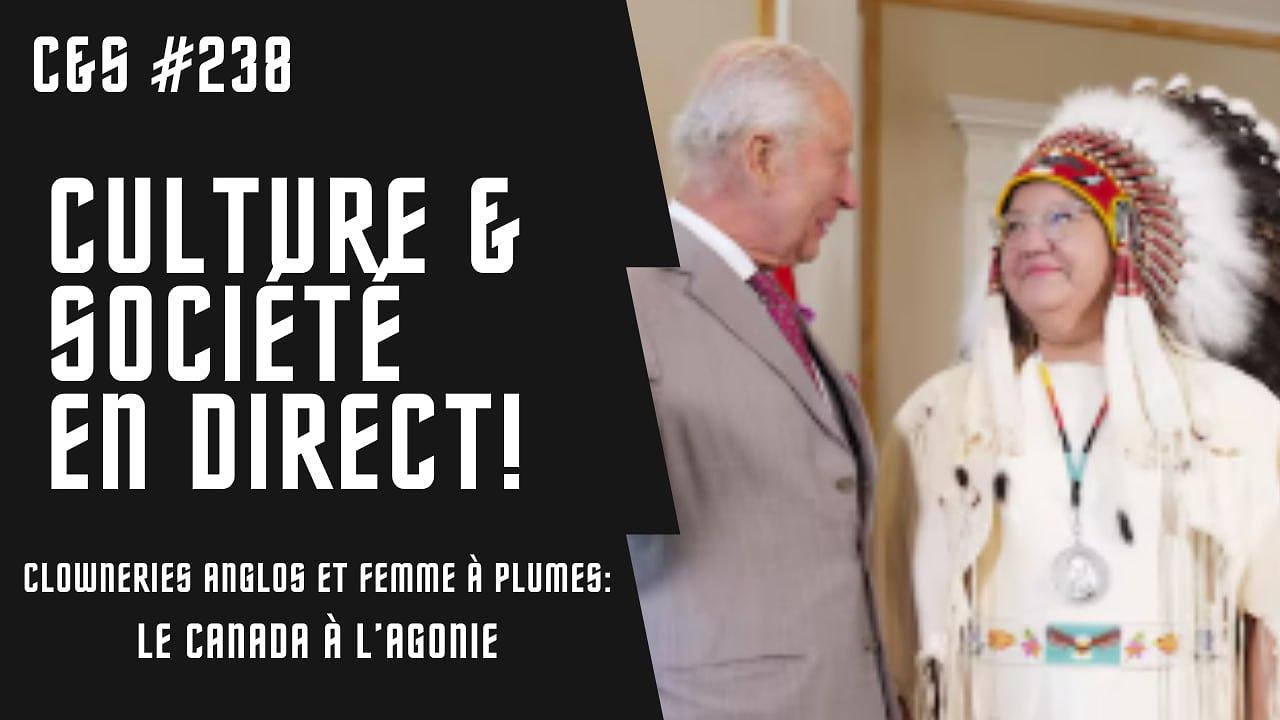 C&S #238
CULTURE &
SOCIÉTÉ
EN DIRECT!
CLOWNERIES ANGLOS ET FEMME À PLUMES:
LE CANADA À L'AGONIE